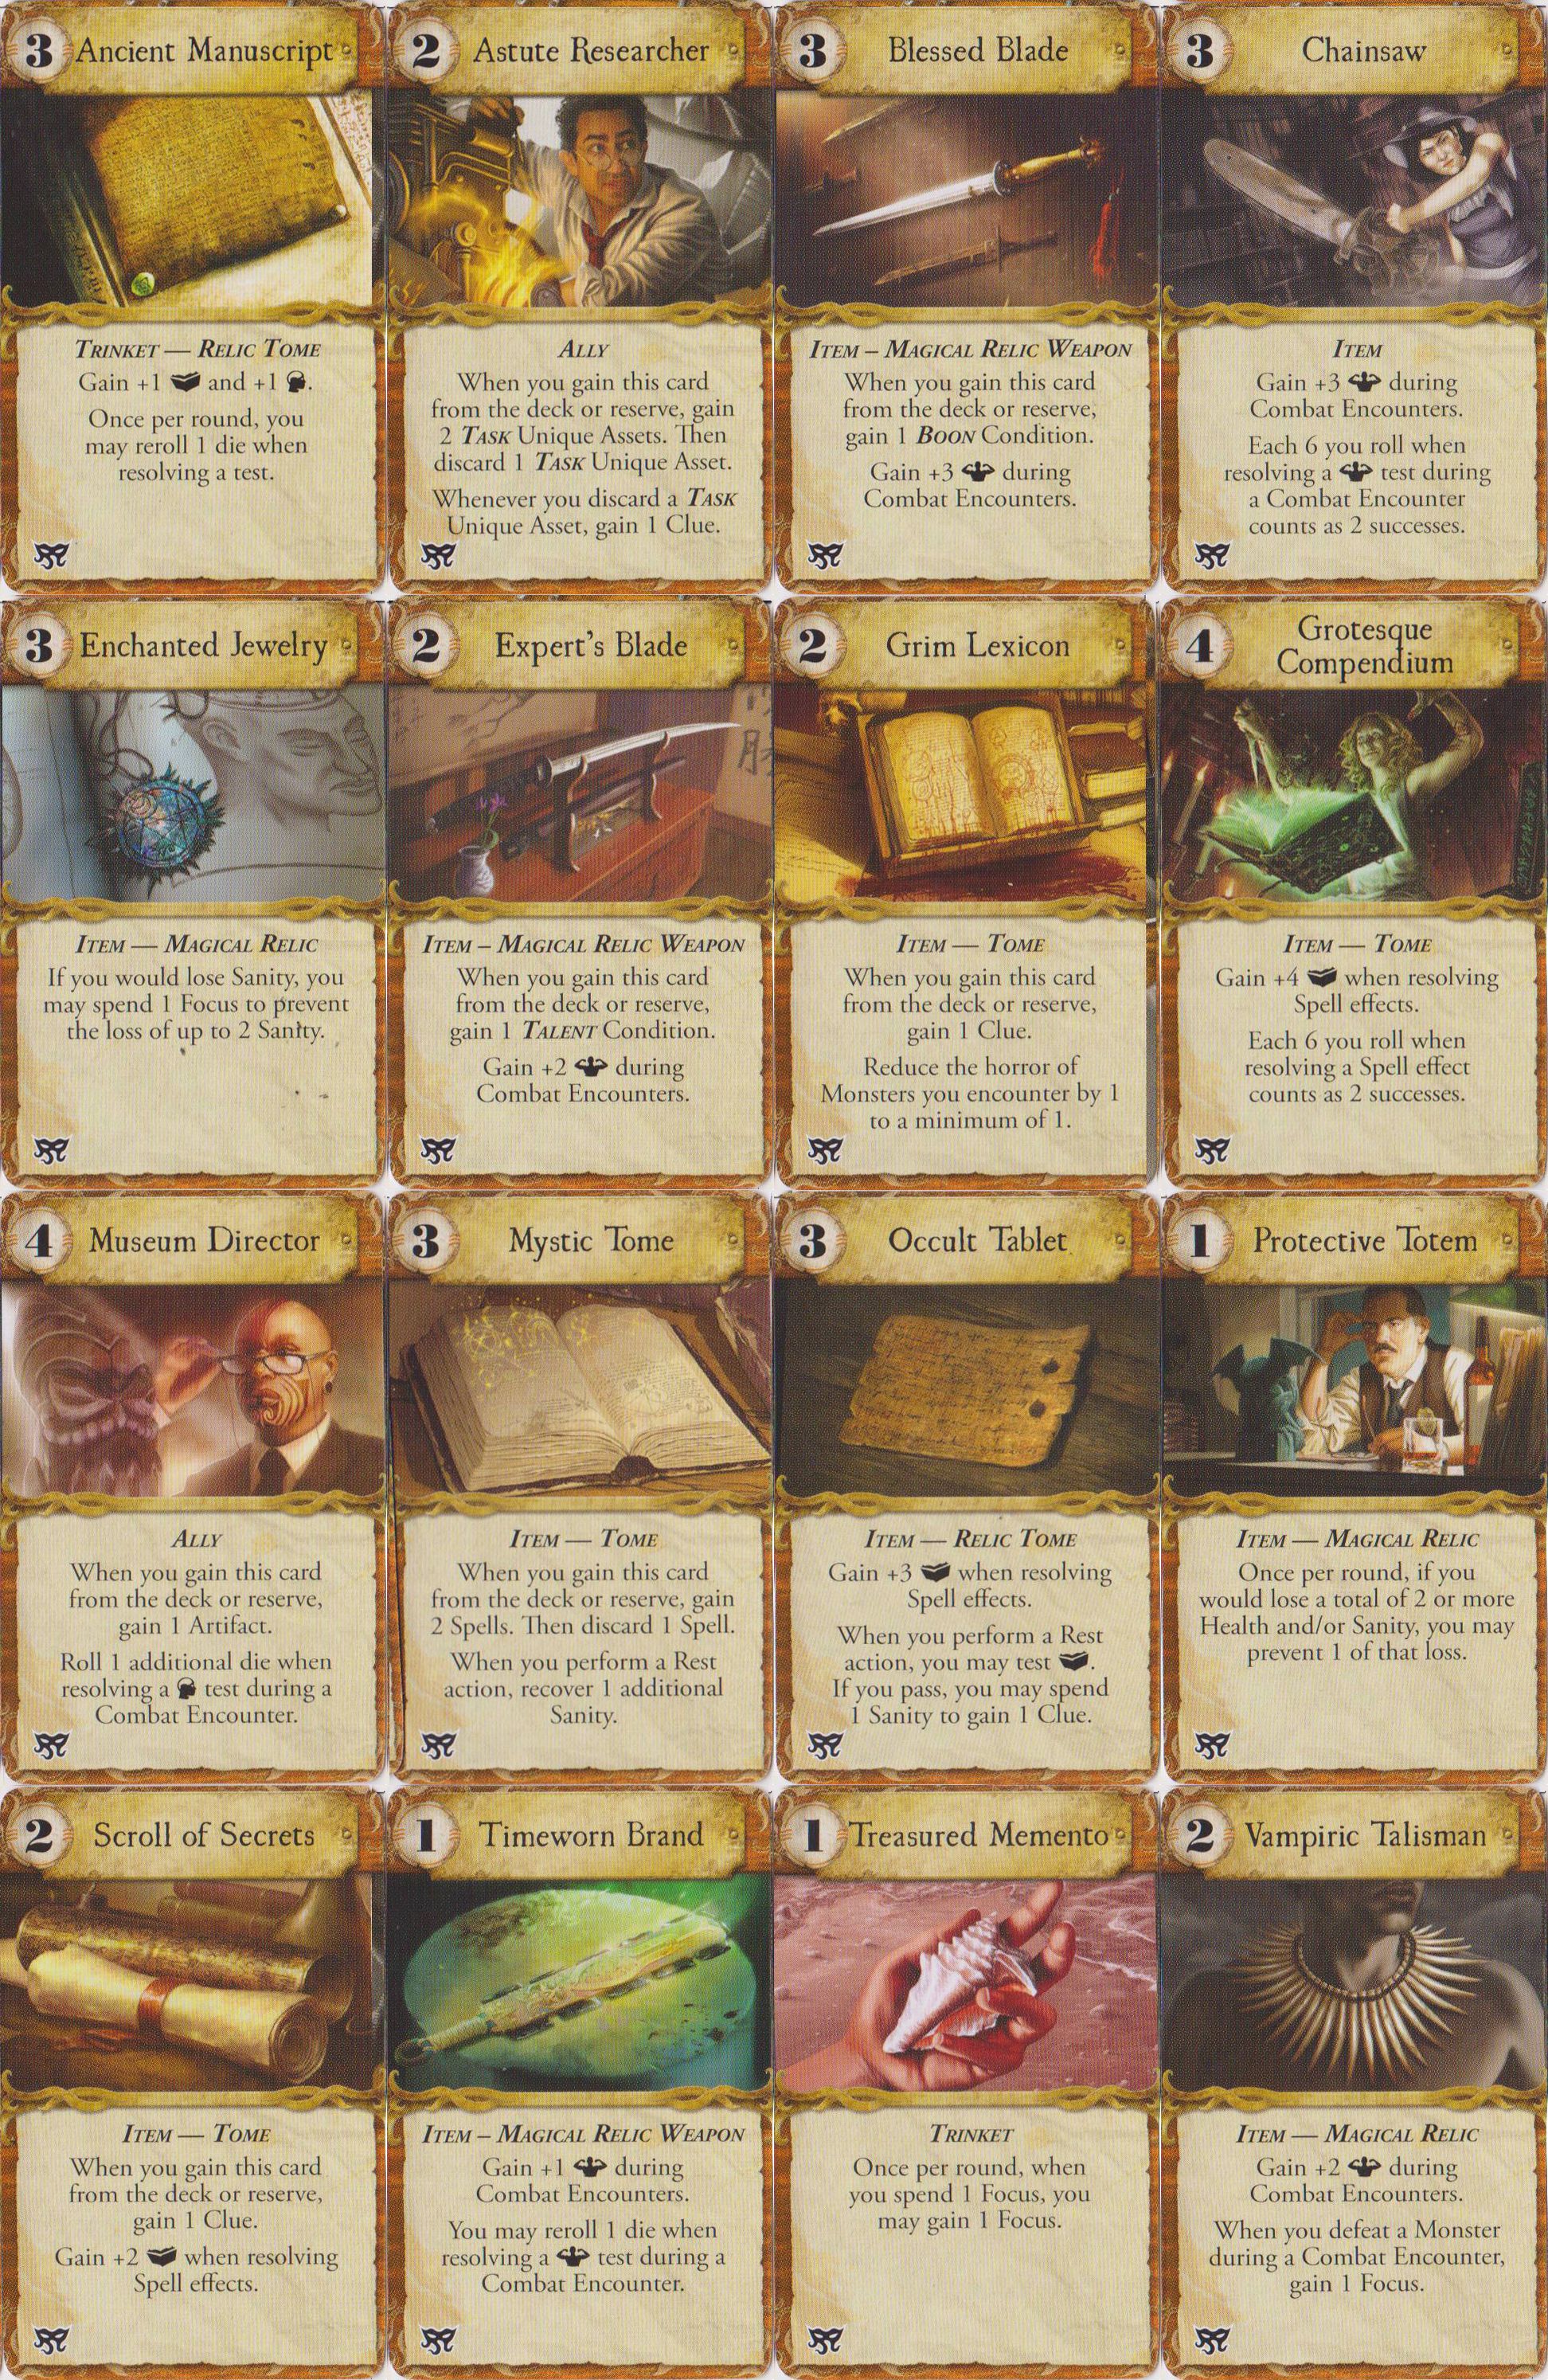 3 Ancient Manuscript
TRINKET — RELIC TOME
Gain +1 and +1 .
Once per round, you
may reroll 1 die when
resolving a test.
2 Astute Researcher
ALLY
When you gain this card
from the deck or reserve, gain
2 TASK Unique Assets. Then
discard 1 TASK Unique Asset.
Whenever you discard a TASK
Unique Asset, gain 1 Clue.
3 Blessed Blade
ITEM – MAGICAL RELIC WEAPON
When you gain this card
from the deck or reserve,
gain 1 BOON Condition.
Gain +3 during
Combat Encounters.
3 Chainsaw
ITEM
Gain +3 during
Combat Encounters.
Each 6 you roll when
resolving a test during
a Combat Encounter
counts as 2 successes.
3 Enchanted Jewelry
ITEM — MAGICAL RELIC
If you would lose Sanity, you
may spend 1 Focus to prevent
the loss of up to 2 Sanity.
2 Expert's Blade
ITEM – MAGICAL RELIC WEAPON
When you gain this card
from the deck or reserve,
gain 1 TALENT Condition.
Gain +2 during
Combat Encounters.
2 Grim Lexicon
ITEM — TOME
When you gain this card
from the deck or reserve,
gain 1 Clue.
Reduce the horror of
Monsters you encounter by 1
to a minimum of 1.
4 Grotesque
Compendium
ITEM — TOME
Gain +4 when resolving
Spell effects.
Each 6 you roll when
resolving a Spell effect
counts as 2 successes.
4 Museum Director
ALLY
When you gain this card
from the deck or reserve,
gain 1 Artifact.
Roll 1 additional die when
resolving a test during a
Combat Encounter.
3 Mystic Tome
ITEM — TOME
When you gain this card
from the deck or reserve, gain
2 Spells. Then discard 1 Spell.
When you perform a Rest
action, recover 1 additional
Sanity.
3 Occult Tablet
ITEM — RELIC TOME
Gain +3 when resolving
Spell effects.
When you perform a Rest
action, you may test .
If you pass, you may spend
1 Sanity to gain 1 Clue.
1 Protective Totem
ITEM — MAGICAL RELIC
Once per round, if you
would lose a total of 2 or more
Health and/or Sanity, you may
prevent 1 of that loss.
2 Scroll of Secrets
ITEM — TOME
When you gain this card
from the deck or reserve,
gain 1 Clue.
Gain +2 when resolving
Spell effects.
1 Timeworn Brand
ITEM – MAGICAL RELIC WEAPON
Gain +1 during
Combat Encounters.
You may reroll 1 die when
resolving a test during a
Combat Encounter.
1 Treasured Memento
TRINKET
Once per round, when
you spend 1 Focus, you
may gain 1 Focus.
2 Vampiric Talisman
ITEM — MAGICAL RELIC
Gain +2 during
Combat Encounters.
When you defeat a Monster
during a Combat Encounter,
gain 1 Focus.